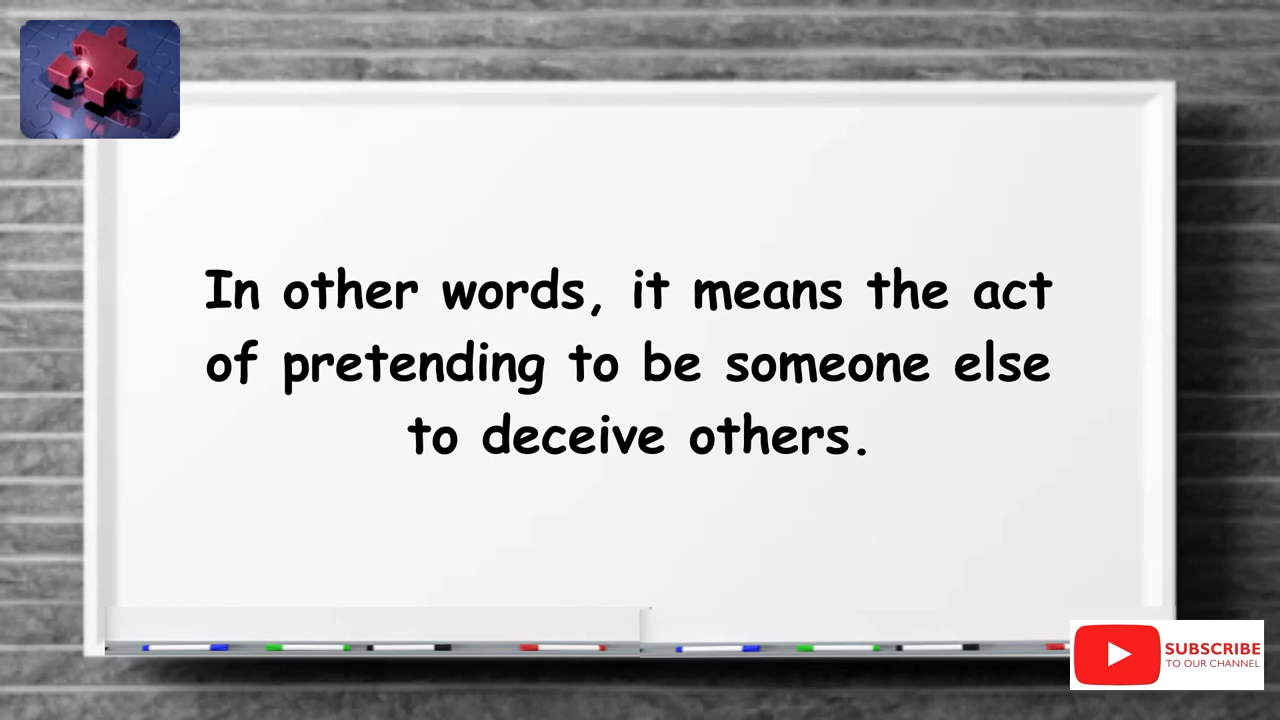 In other words, it means the act
of pretending to be someone else
to deceive others.
SUBSCRIBE
TO OUR CHANNEL